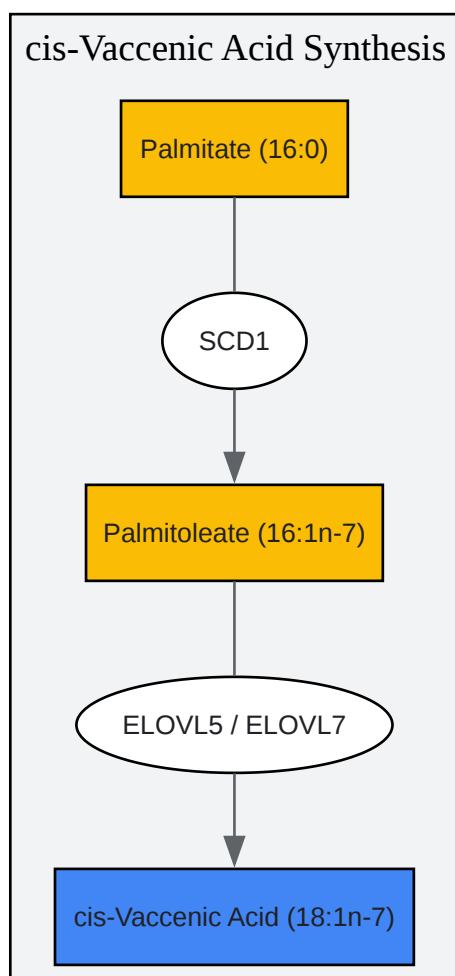 cis-Vaccenic Acid Synthesis
Palmitate (16:0)
SCD1
Palmitoleate (16:1n-7)
ELOVL5 / ELOVL7
cis-Vaccenic Acid (18:1n-7)